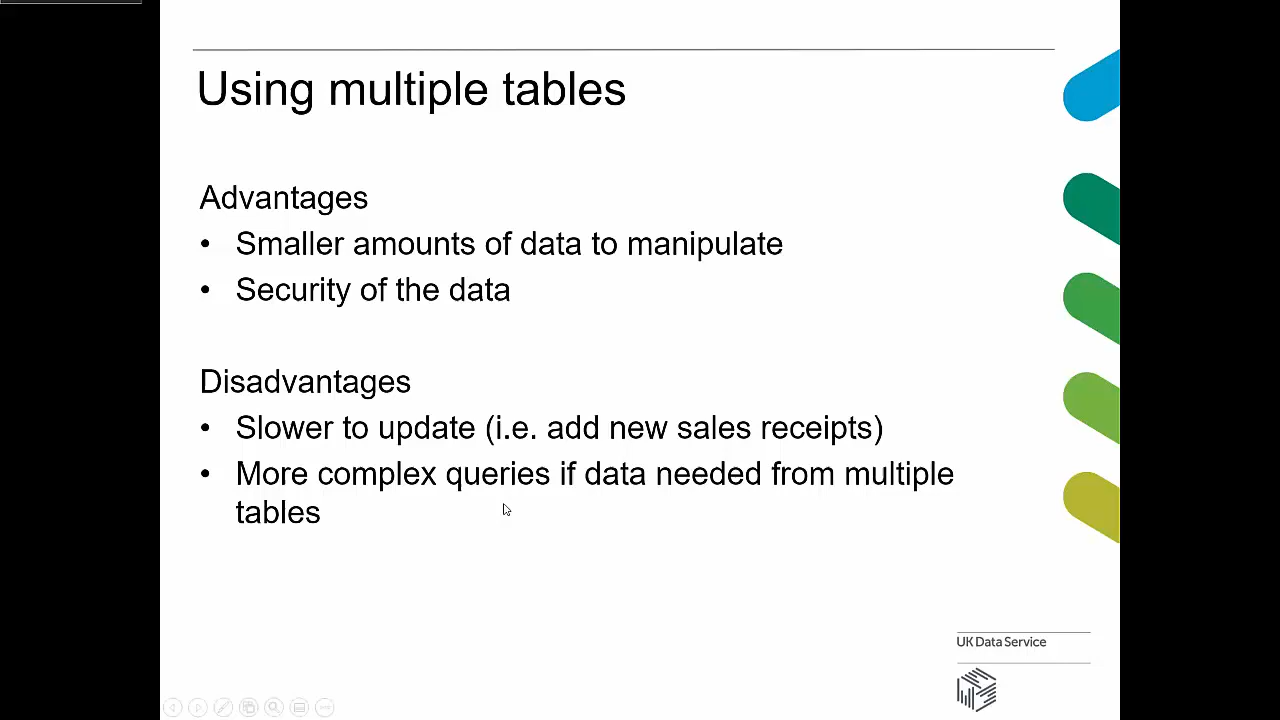 Using multiple tables
Advantages
• Smaller amounts of data to manipulate
• Security of the data
Disadvantages
• Slower to update (i.e. add new sales receipts)
• More complex queries if data needed from multiple
tables
UK Data Service